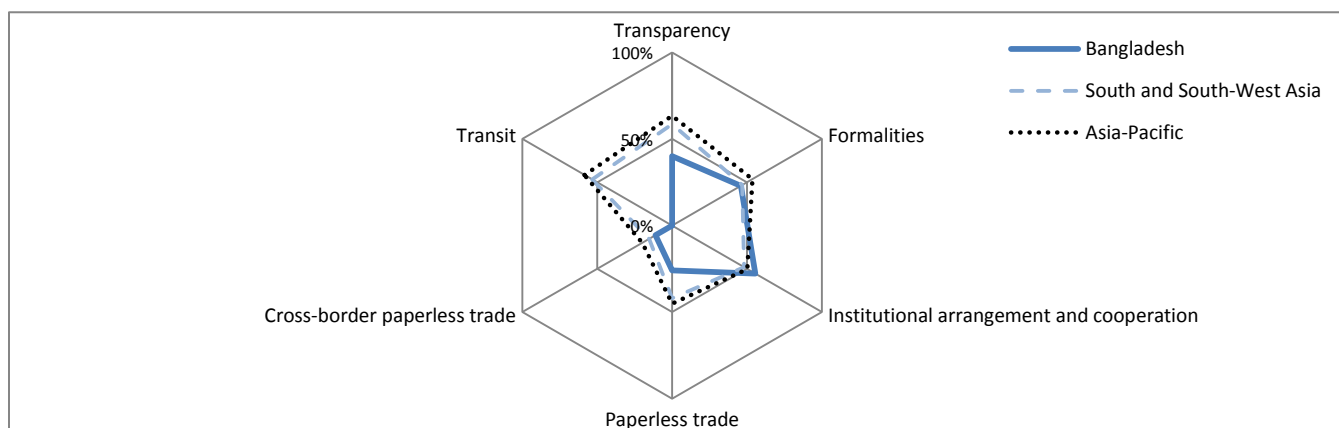 Transparency
100%
50%
0%
Formalities
Institutional arrangement and cooperation
Paperless trade
Cross-border paperless trade
Transit
Bangladesh
South and South-West Asia
Asia-Pacific